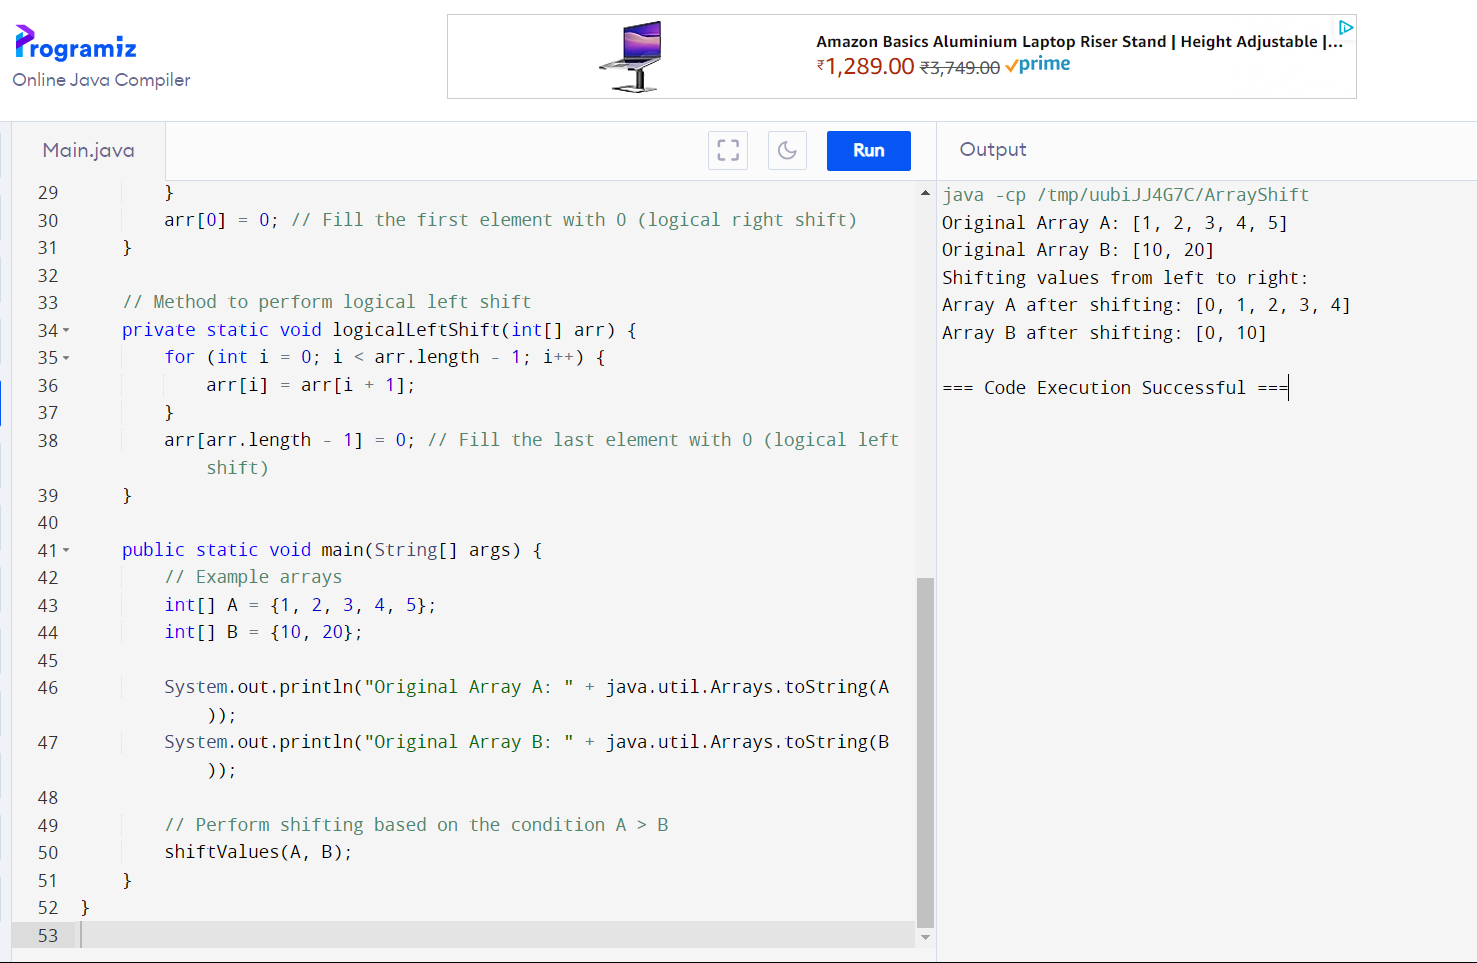 Programiz
Online Java Compiler
Amazon Basics Aluminium Laptop Riser Stand | Height Adjustable |...
₹1,289.00 ₹3,749.00 prime
Main.java
Run
29 }
30 arr[0] = 0; // Fill the first element with 0 (logical right shift)
31 }
32
33 // Method to perform logical left shift
34 private static void logicalLeftShift(int[] arr) {
35 for (int i = 0; i < arr.length - 1; i++) {
36 arr[i] = arr[i + 1];
37 }
38 arr[arr.length - 1] = 0; // Fill the last element with 0 (logical left
shift)
39 }
40
41 public static void main(String[] args) {
42 // Example arrays
43 int[] A = {1, 2, 3, 4, 5};
44 int[] B = {10, 20};
45
46 System.out.println("Original Array A: " + java.util.Arrays.toString(A
));
47 System.out.println("Original Array B: " + java.util.Arrays.toString(B
));
48
49 // Perform shifting based on the condition A > B
50 shiftValues(A, B);
51 }
52 }
53
Output
java -cp /tmp/uubiJJ4G7C/ArrayShift
Original Array A: [1, 2, 3, 4, 5]
Original Array B: [10, 20]
Shifting values from left to right:
Array A after shifting: [0, 1, 2, 3, 4]
Array B after shifting: [0, 10]
=== Code Execution Successful ===